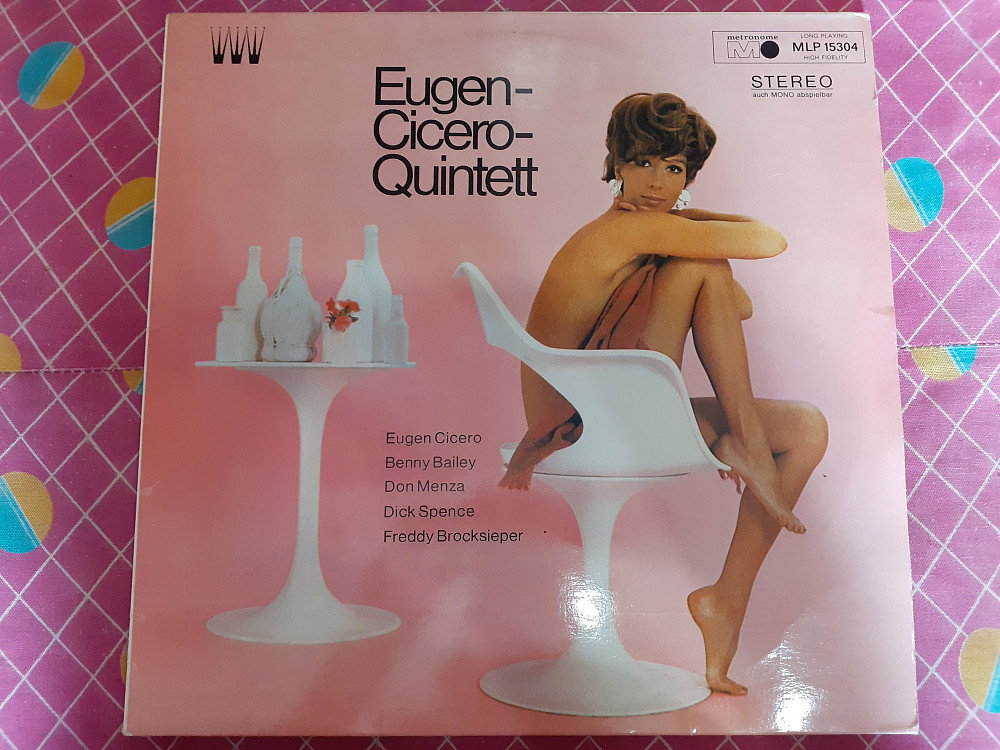 metronome
M
LONG PLAYING
MLP 15304
HIGH FIDELITY
STEREO
auch MONO abspielbar
Eugen-
Cicero-
Quintett
Eugen Cicero
Benny Bailey
Don Menza
Dick Spence
Freddy Brocksieper